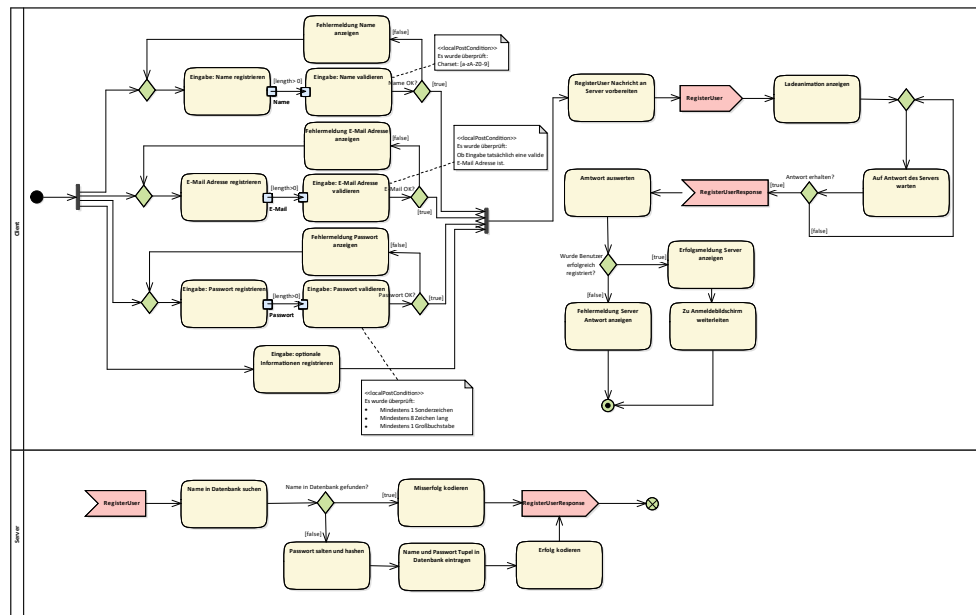 Client
Fehlermeldung Name
anzeigen
[false]
<<localPostCondition>>
Es wurde überprüft:
Charset: [a-zA-Z0-9]
Eingabe: Name registrieren
[length>0]
Name
Eingabe: Name validieren
Name OK?
[true]
Fehlermeldung E-Mail Adresse
anzeigen
[false]
<<localPostCondition>>
Es wurde überprüft:
Ob Eingabe tatsächlich eine valide
E-Mail Adresse ist.
E-Mail Adresse registrieren
[length>0]
E-Mail
Eingabe: E-Mail Adresse
validieren
E-Mail OK?
[true]
Fehlermeldung Passwort
anzeigen
[false]
Eingabe: Passwort registrieren
[length>0]
Passwort
Eingabe: Passwort validieren
Passwort OK?
[true]
Eingabe: optionale
Informationen registrieren
<<localPostCondition>>
Es wurde überprüft:
• Mindestens 1 Sonderzeichen
• Mindestens 8 Zeichen lang
• Mindestens 1 Großbuchstabe
RegisterUser Nachricht an
Server vorbereiten
RegisterUser
Ladeanimation anzeigen
Auf Antwort des Servers
warten
Antwort erhalten?
[true]
[false]
RegisterUserResponse
Amtwort auswerten
Wurde Benutzer
erfolgreich
registriert?
[true]
[false]
Erfolgsmeldung Server
anzeigen
Fehlermeldung Server
Antwort anzeigen
Zu Anmeldebildschirm
weiterleiten
Server
RegisterUser
Name in Datenbank suchen
Name in Datenbank gefunden?
[true]
[false]
Misserfolg kodieren
RegisterUserResponse
Passwort salten und hashen
Name und Passwort Tupel in
Datenbank eintragen
Erfolg kodieren